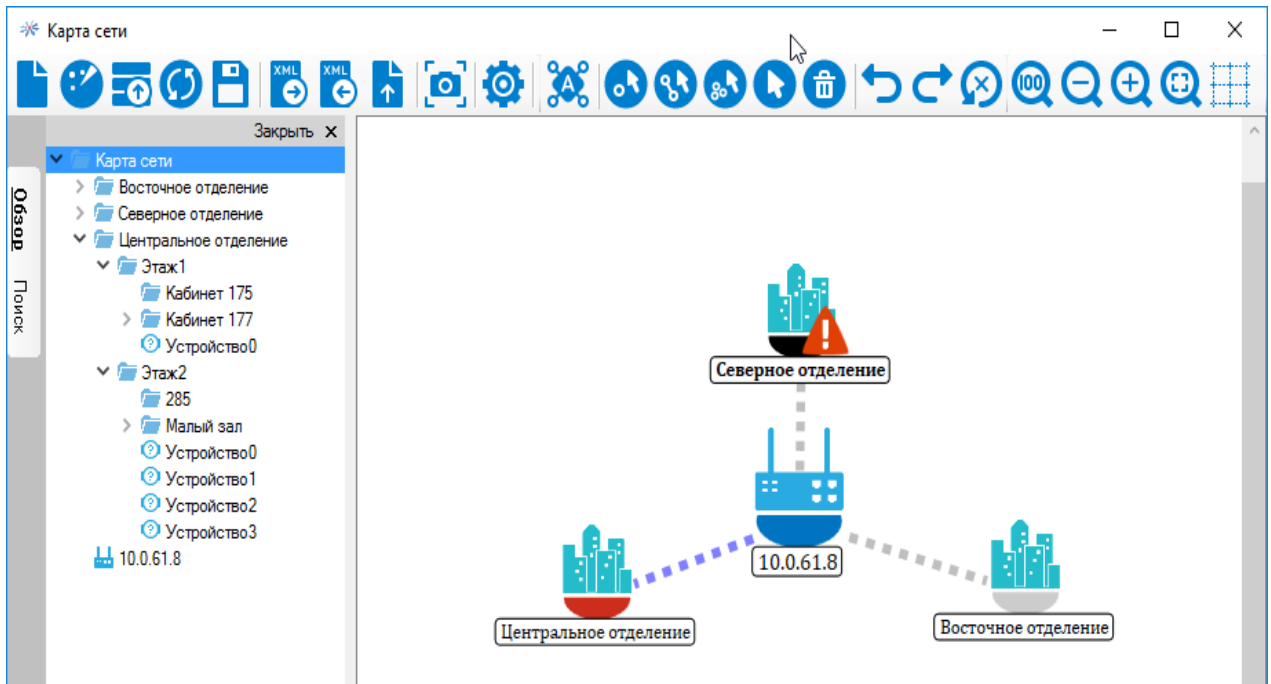 Карта сети
XML XML A 100
Закрыть X
Обзор
Поиск
Карта сети
Восточное отделение
Северное отделение
Центральное отделение
Этаж1
Кабинет 175
Кабинет 177
Устройство0
Этаж2
285
Малый зал
Устройство0
Устройство1
Устройство2
Устройство3
10.0.61.8
Северное отделение
10.0.61.8
Центральное отделение
Восточное отделение